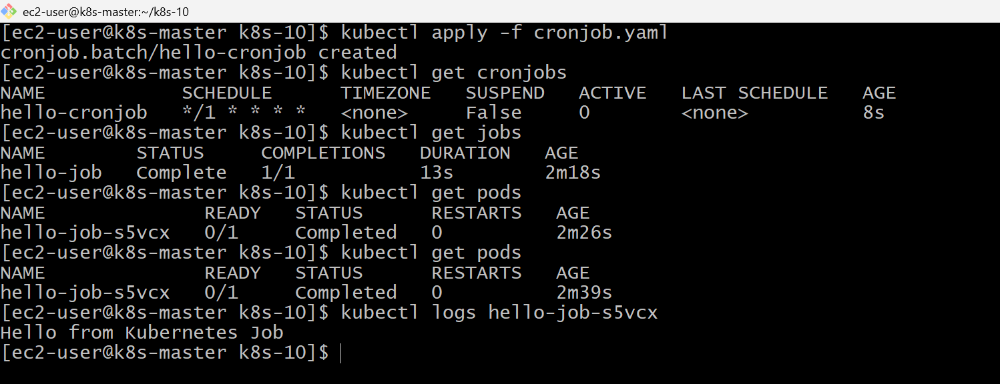 ec2-user@k8s-master:~/k8s-10
[ec2-user@k8s-master k8s-10]$ kubectl apply -f cronjob.yaml
cronjob.batch/hello-cronjob created
[ec2-user@k8s-master k8s-10]$ kubectl get cronjobs
NAME            SCHEDULE      TIMEZONE   SUSPEND   ACTIVE   LAST SCHEDULE   AGE
hello-cronjob   */1 * * * *   <none>     False     0        <none>          8s
[ec2-user@k8s-master k8s-10]$ kubectl get jobs
NAME        STATUS     COMPLETIONS   DURATION   AGE
hello-job   Complete   1/1           13s        2m18s
[ec2-user@k8s-master k8s-10]$ kubectl get pods
NAME              READY   STATUS      RESTARTS   AGE
hello-job-s5vcx   0/1     Completed   0          2m26s
[ec2-user@k8s-master k8s-10]$ kubectl get pods
NAME              READY   STATUS      RESTARTS   AGE
hello-job-s5vcx   0/1     Completed   0          2m39s
[ec2-user@k8s-master k8s-10]$ kubectl logs hello-job-s5vcx
Hello from Kubernetes Job
[ec2-user@k8s-master k8s-10]$